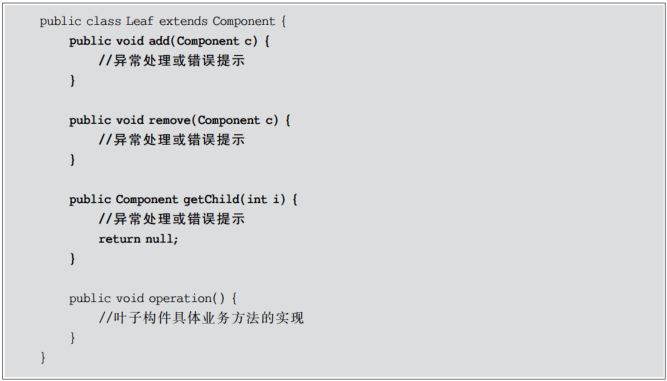 public class Leaf extends Component {
    public void add(Component c) {
        //异常处理或错误提示
    }

    public void remove(Component c) {
        //异常处理或错误提示
    }

    public Component getChild(int i) {
        //异常处理或错误提示
        return null;
    }

    public void operation() {
        //叶子构件具体业务方法的实现
    }
}